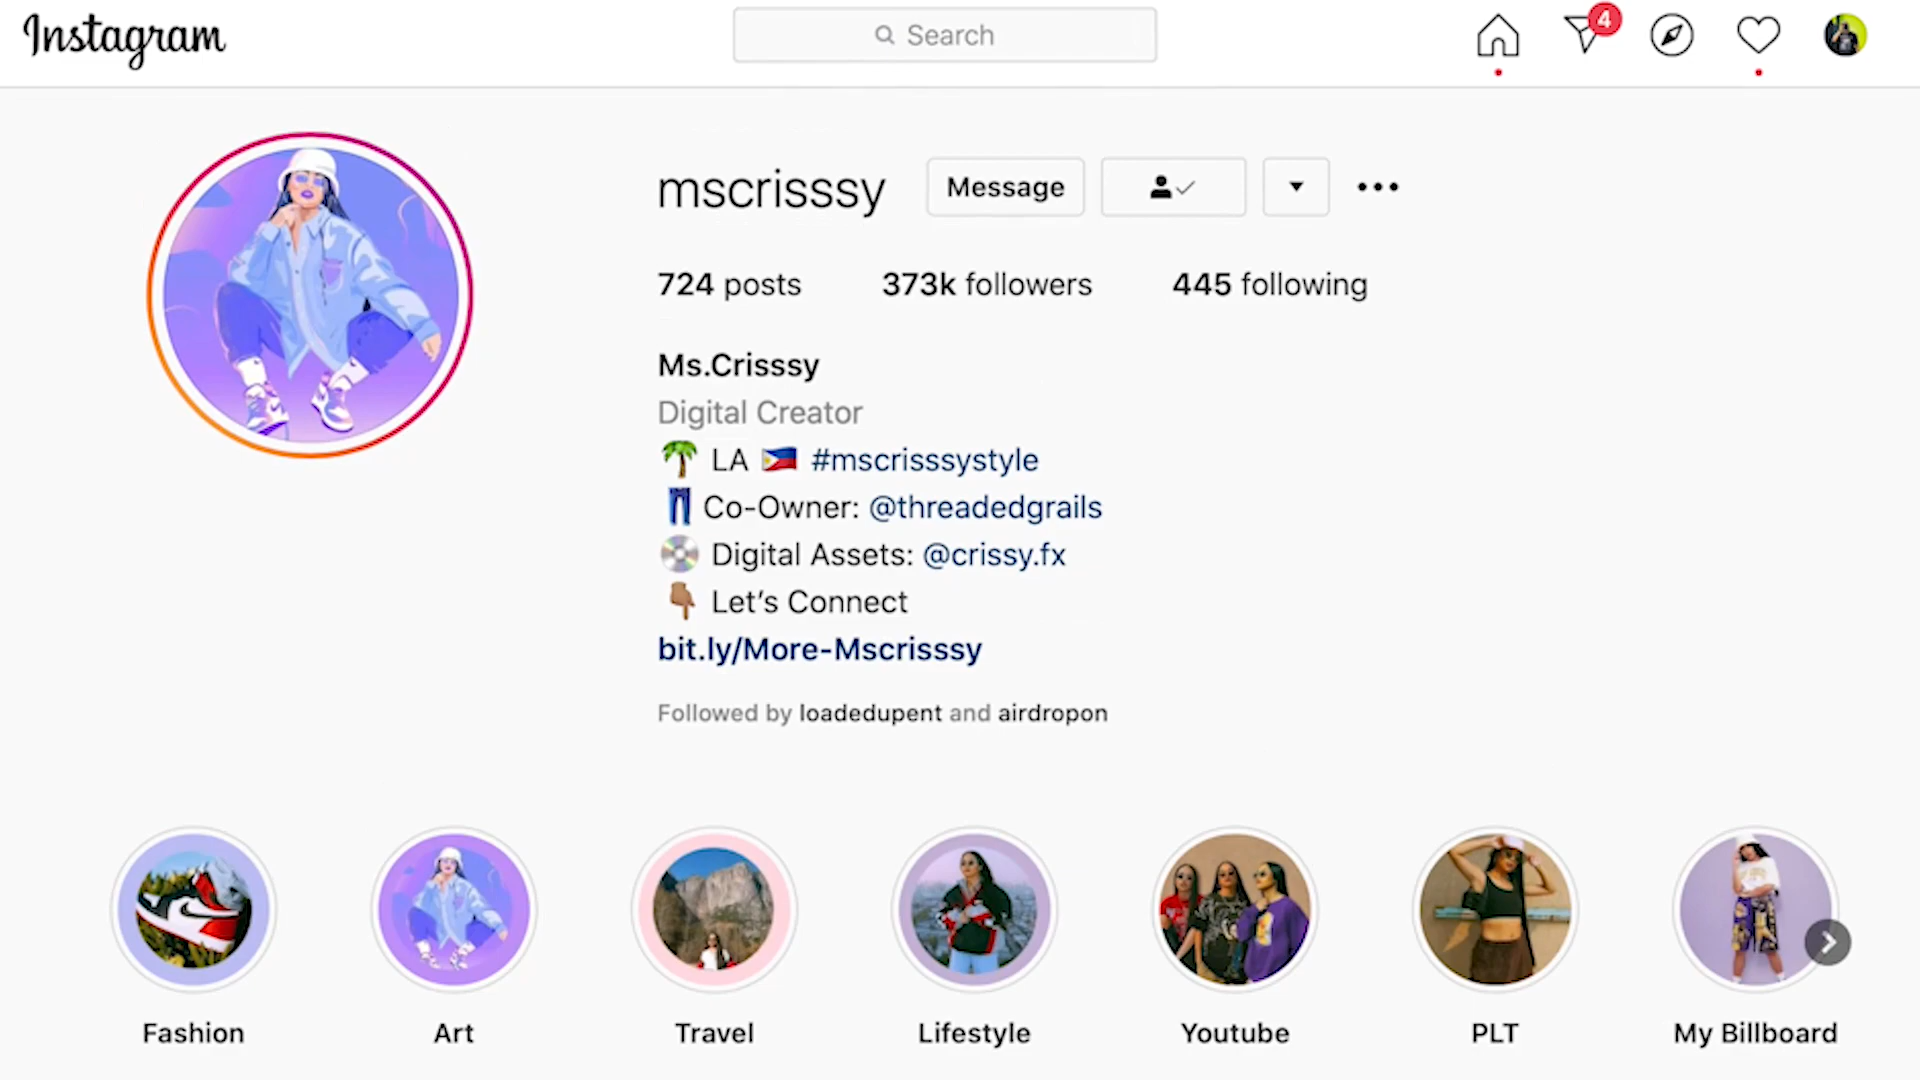 Instagram
Search
4
mscrisssy
Message
724 posts 373k followers 445 following
Ms.Crisssy
Digital Creator
🌴 LA 🇵🇭 #mscrisssystyle
👖 Co-Owner: @threadedgrails
💿 Digital Assets: @crissy.fx
👇🏾 Let's Connect
bit.ly/More-Mscrisssy
Followed by loadedupent and airdropon
Fashion Art Travel Lifestyle Youtube PLT My Billboard